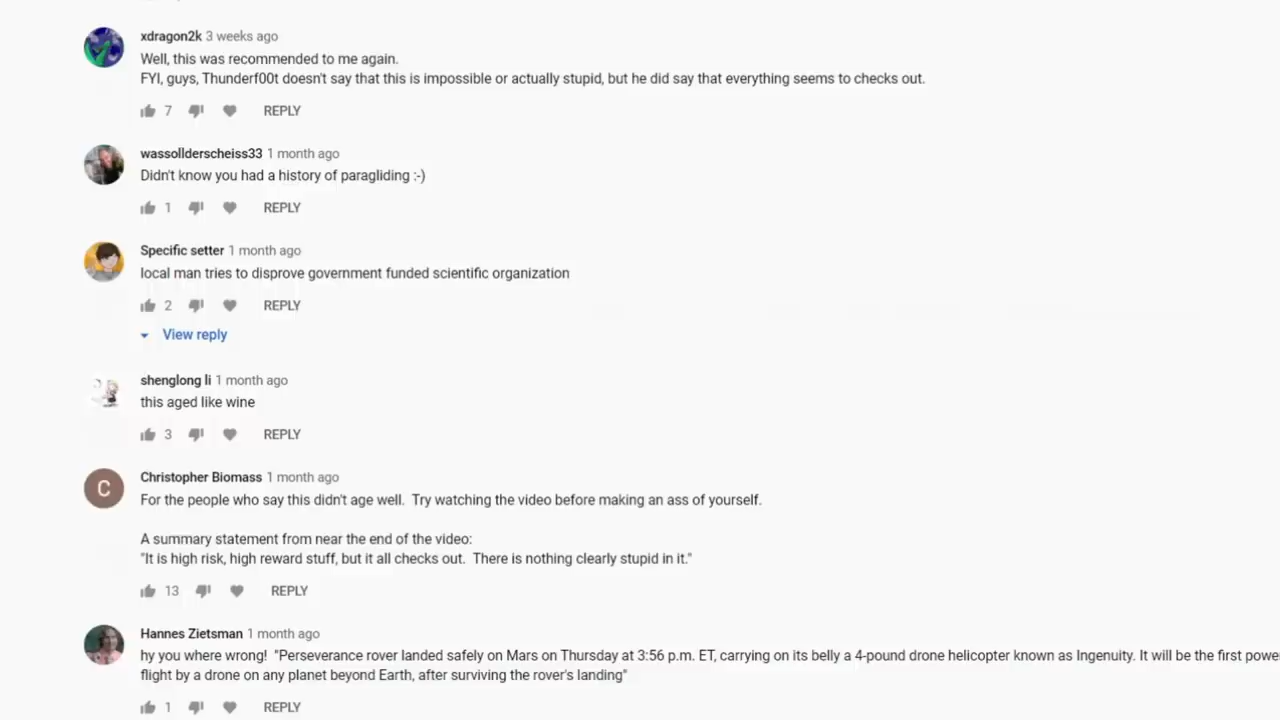 xdragon2k 3 weeks ago
Well, this was recommended to me again.
FYI, guys, Thunderf00t doesn't say that this is impossible or actually stupid, but he did say that everything seems to checks out.
7 REPLY
wassollderscheiss33 1 month ago
Didn't know you had a history of paragliding :-)
1 REPLY
Specific setter 1 month ago
local man tries to disprove government funded scientific organization
2 REPLY
View reply
shenglong li 1 month ago
this aged like wine
3 REPLY
C
Christopher Biomass 1 month ago
For the people who say this didn't age well. Try watching the video before making an ass of yourself.
A summary statement from near the end of the video:
"It is high risk, high reward stuff, but it all checks out. There is nothing clearly stupid in it."
13 REPLY
Hannes Zietsman 1 month ago
hy you where wrong! "Perseverance rover landed safely on Mars on Thursday at 3:56 p.m. ET, carrying on its belly a 4-pound drone helicopter known as Ingenuity. It will be the first powe
flight by a drone on any planet beyond Earth, after surviving the rover's landing"
1 REPLY